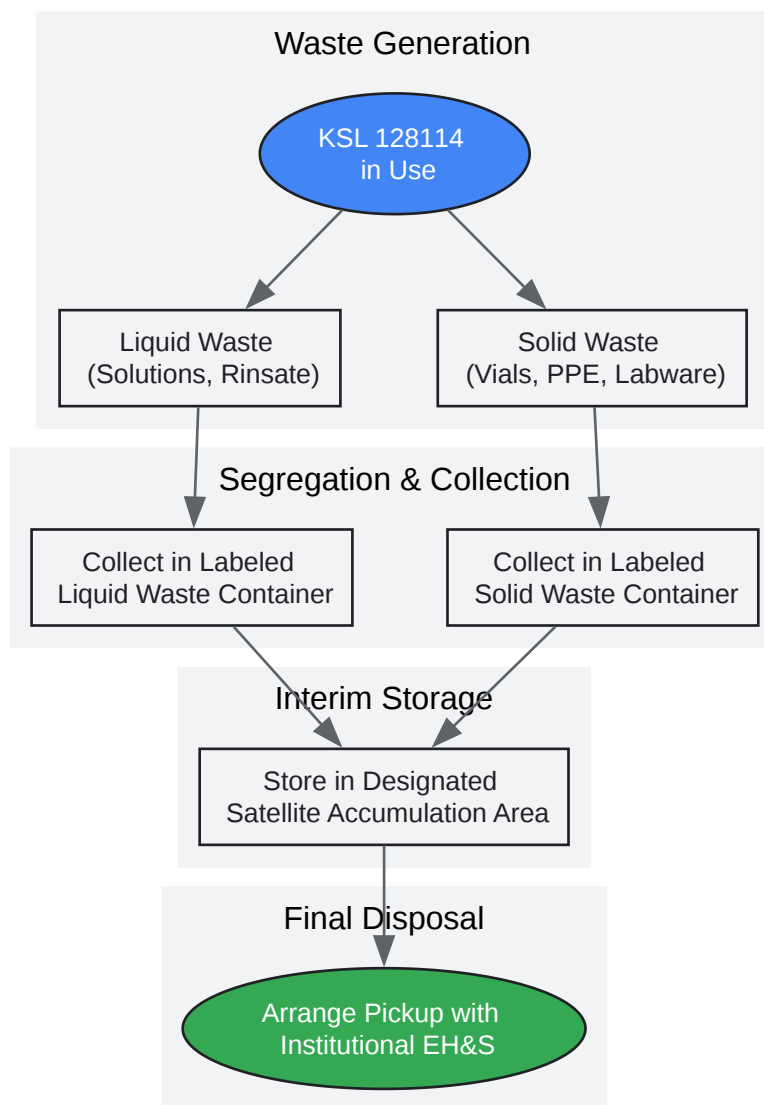 Waste Generation
KSL 128114
in Use
Liquid Waste
(Solutions, Rinsate)
Solid Waste
(Vials, PPE, Labware)
Segregation & Collection
Collect in Labeled
Liquid Waste Container
Collect in Labeled
Solid Waste Container
Interim Storage
Store in Designated
Satellite Accumulation Area
Final Disposal
Arrange Pickup with
Institutional EH&S